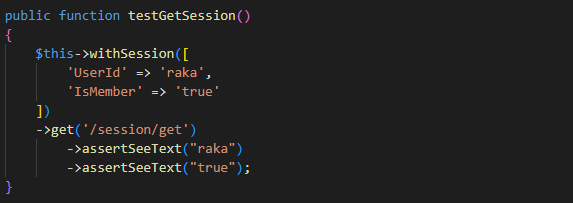 public function testGetSession()
{
    $this->withSession([
        'UserId' => 'raka',
        'IsMember' => 'true'
    ])
    ->get('/session/get')
        ->assertSeeText("raka")
        ->assertSeeText("true");
}